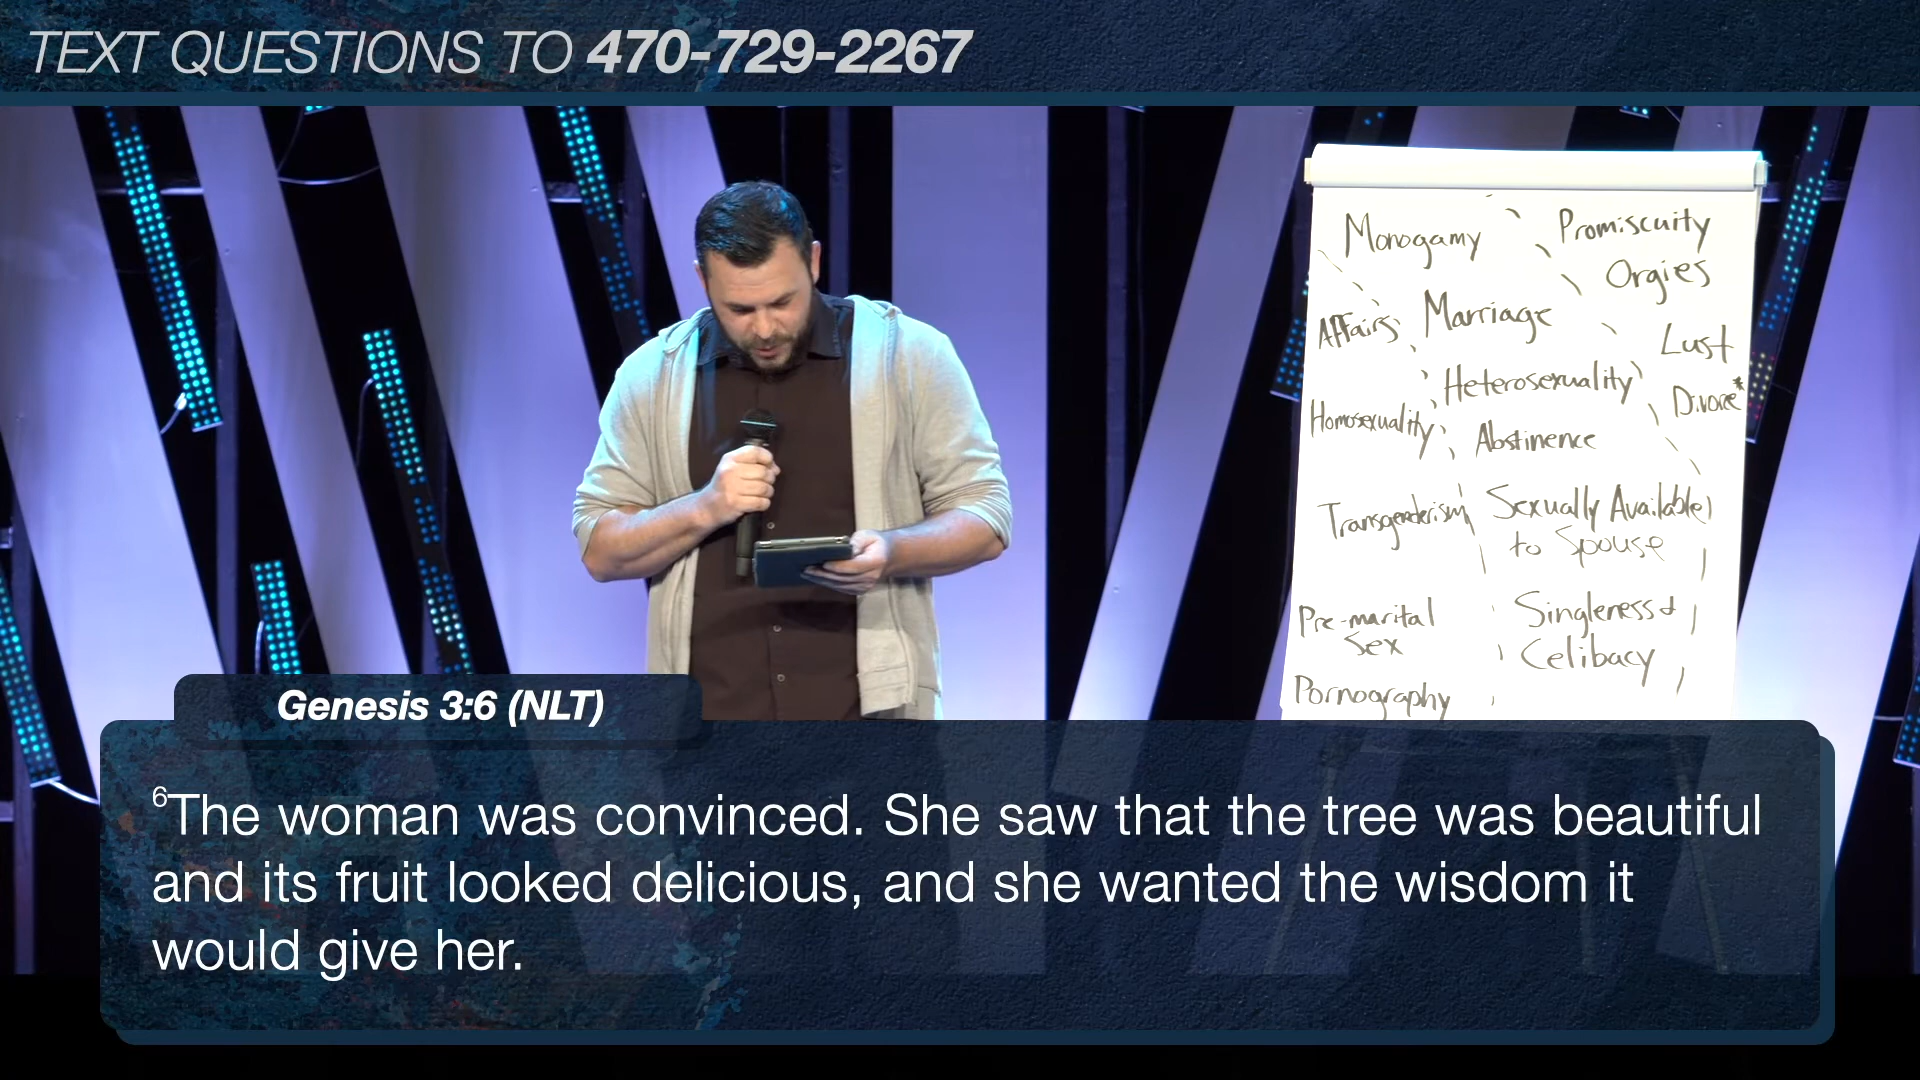 TEXT QUESTIONS TO 470-729-2267
Monogamy
Promiscuity
Orgies
Affairs
Marriage
Lust
Heterosexuality
Divorce*
Homosexuality
Abstinence
Transgenderism
Sexually Available
to Spouse
Pre-marital
Sex
Singleness &
Celibacy
Pornography
Genesis 3:6 (NLT)
6The woman was convinced. She saw that the tree was beautiful
and its fruit looked delicious, and she wanted the wisdom it
would give her.